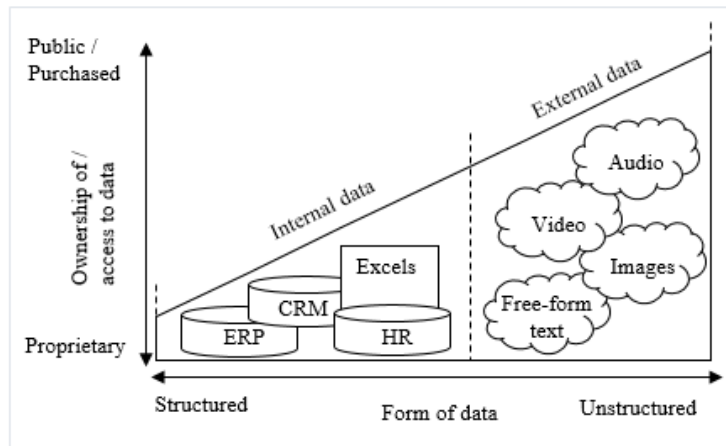 Public /
Purchased
Ownership of /
access to data
Proprietary
Internal data
External data
Audio
Video
Images
Free-form
text
Excels
CRM
ERP
HR
Structured
Form of data
Unstructured